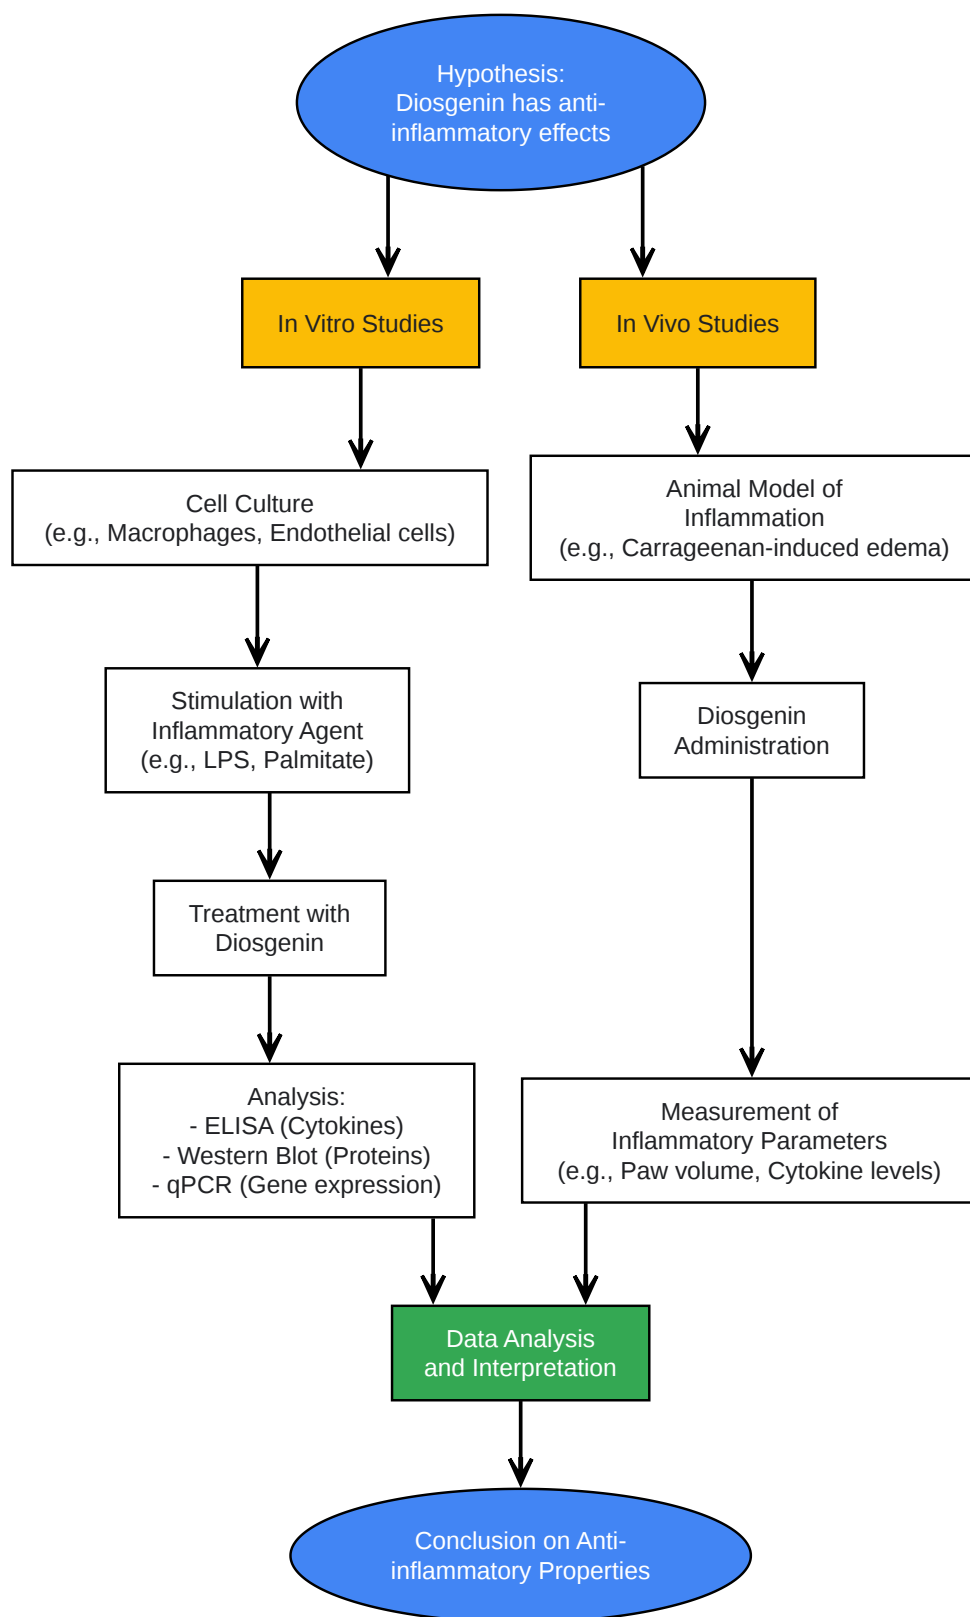 Hypothesis:
Diosgenin has anti-
inflammatory effects
In Vitro Studies
In Vivo Studies
Cell Culture
(e.g., Macrophages, Endothelial cells)
Animal Model of
Inflammation
(e.g., Carrageenan-induced edema)
Stimulation with
Inflammatory Agent
(e.g., LPS, Palmitate)
Diosgenin
Administration
Treatment with
Diosgenin
Analysis:
- ELISA (Cytokines)
- Western Blot (Proteins)
- qPCR (Gene expression)
Measurement of
Inflammatory Parameters
(e.g., Paw volume, Cytokine levels)
Data Analysis
and Interpretation
Conclusion on Anti-
inflammatory Properties